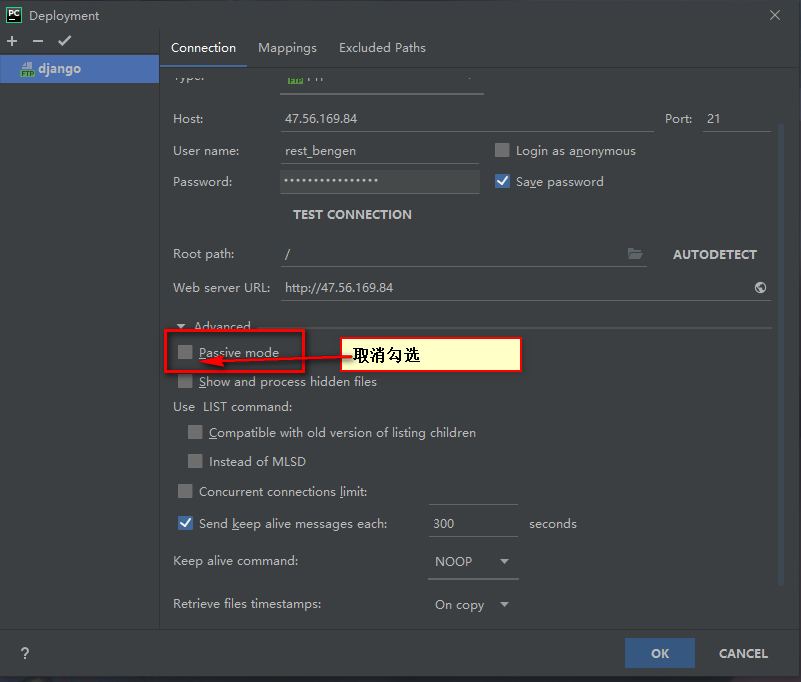 PC Deployment
django
Connection Mappings Excluded Paths
Type: FTP
Host: 47.56.169.84 Port: 21
User name: rest_bengen Login as anonymous
Password: •••••••••••••••• Save password
TEST CONNECTION
Root path: / AUTODETECT
Web server URL: http://47.56.169.84
Advanced
Passive mode 取消勾选
Show and process hidden files
Use LIST command:
Compatible with old version of listing children
Instead of MLSD
Concurrent connections limit:
Send keep alive messages each: 300 seconds
Keep alive command: NOOP
Retrieve files timestamps: On copy
? OK CANCEL